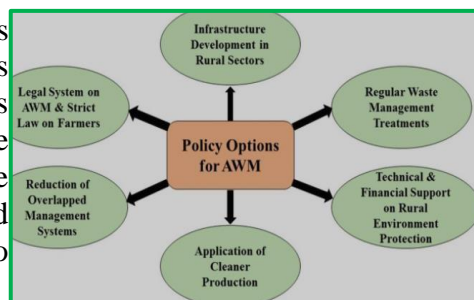 s
s
s
e
e
d
o
Infrastructure
Development in
Rural Sectors
Legal System on
AWM & Strict
Law on Farmers
Regular Waste
Management
Treatments
Policy Options
for AWM
Reduction of
Overlapped
Management
Systems
Technical &
Financial Support
on Rural
Environment
Protection
Application of
Cleaner
Production